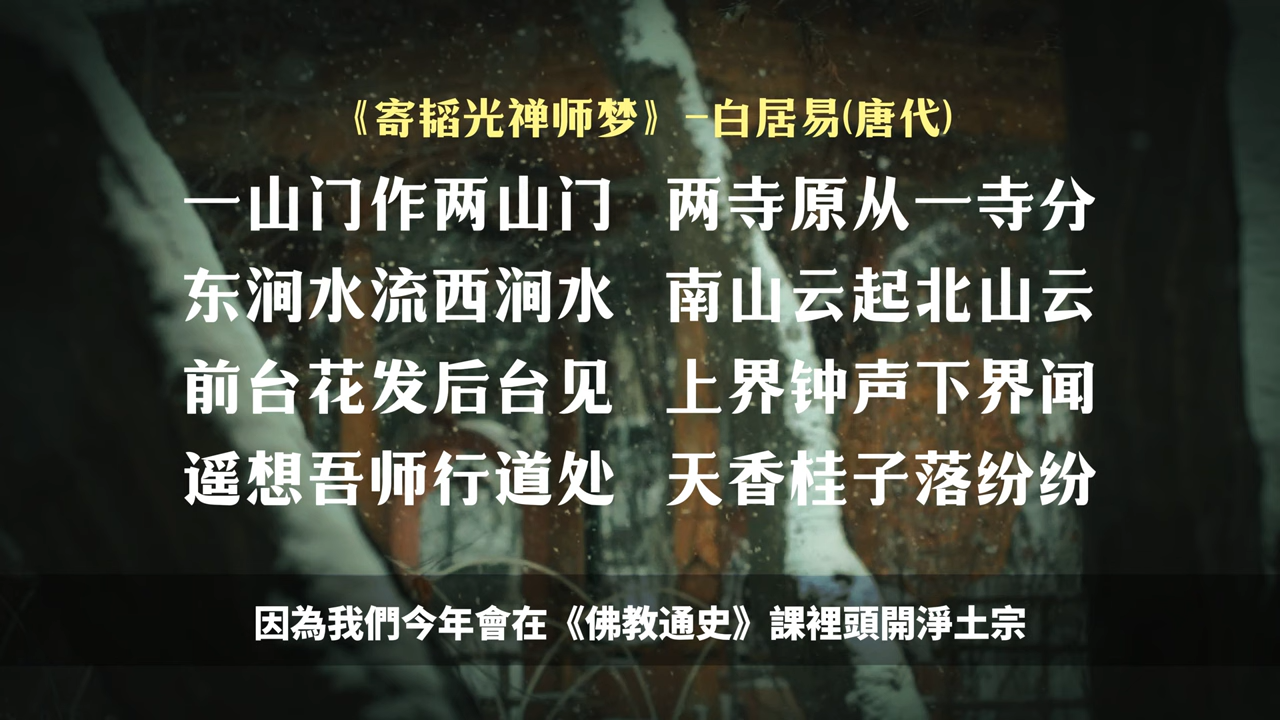 《寄韬光禅师梦》-白居易(唐代)
一山门作两山门 两寺原从一寺分
东涧水流西涧水 南山云起北山云
前台花发后台见 上界钟声下界闻
遥想吾师行道处 天香桂子落纷纷
因為我們今年會在《佛教通史》課裡頭開淨土宗